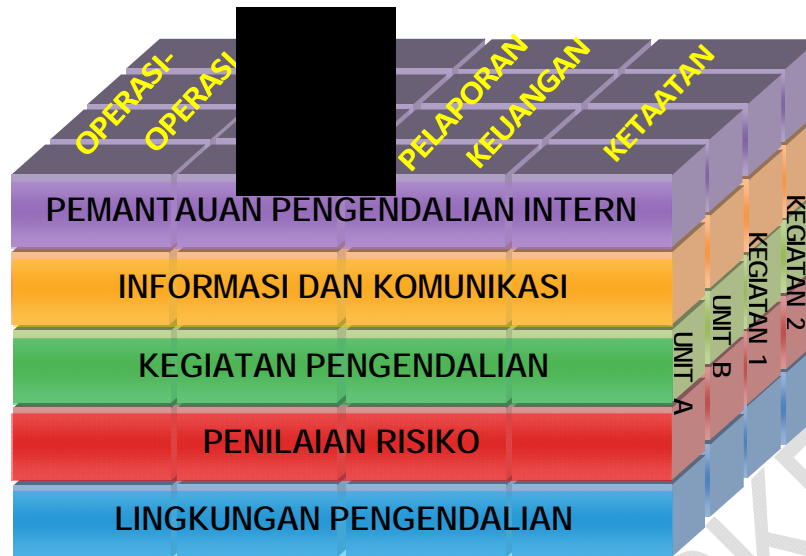 OPERASI-
OPERASI
PELAPORAN
KEUANGAN
KETAATAN
PEMANTAUAN PENGENDALIAN INTERN
INFORMASI DAN KOMUNIKASI
KEGIATAN PENGENDALIAN
PENILAIAN RISIKO
LINGKUNGAN PENGENDALIAN
UNIT A
UNIT B
KEGIATAN 1
KEGIATAN 2